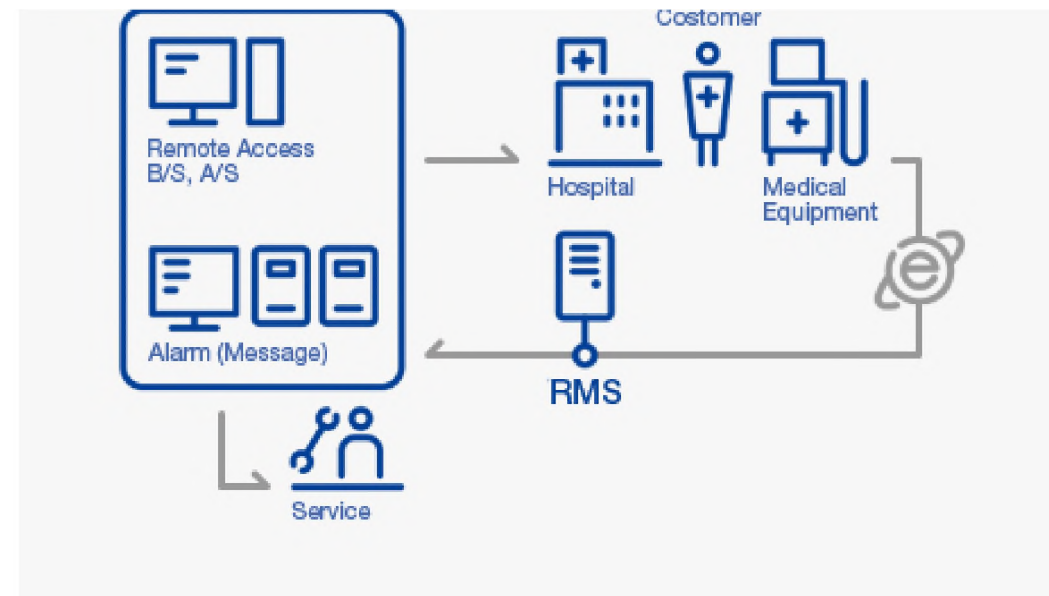 Costomer
Remote Access
B/S, A/S
Hospital
Medical
Equipment
e
Alarm (Message)
RMS
Service